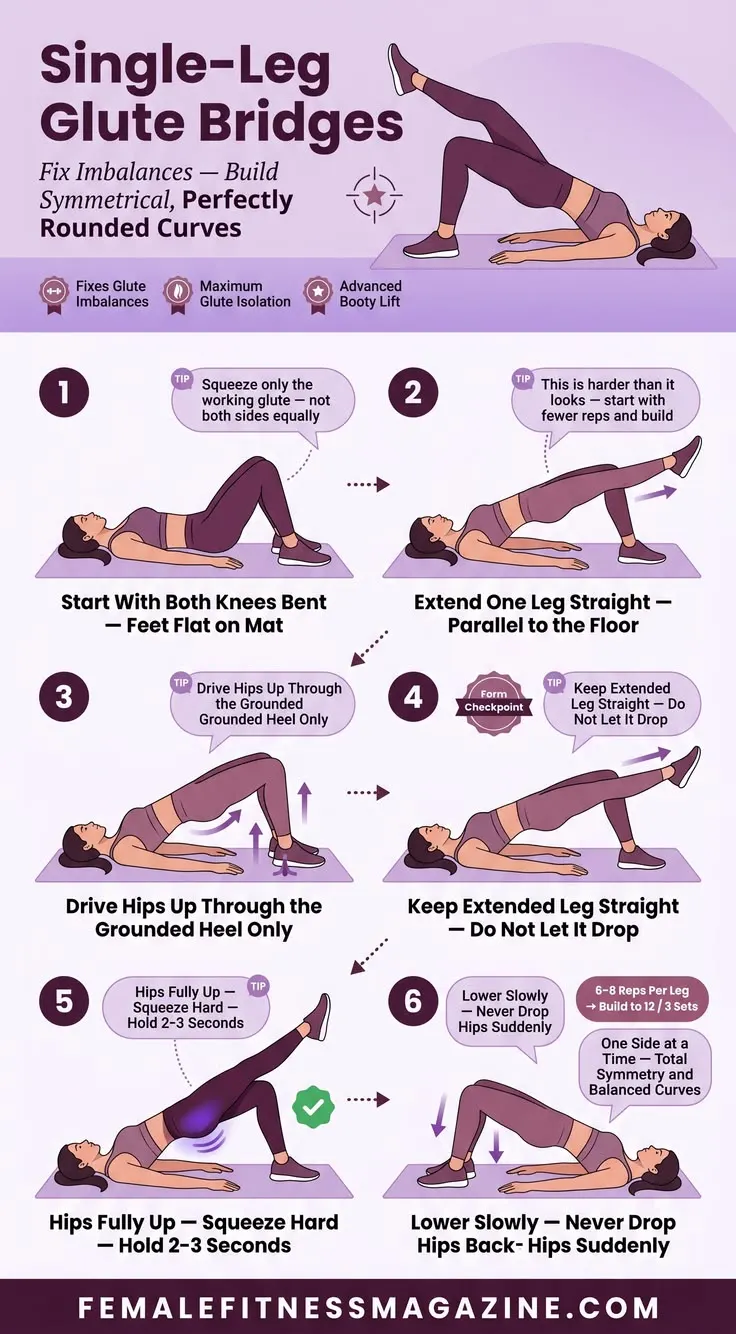 Single-Leg
Glute Bridges
Fix Imbalances — Build
Symmetrical, Perfectly
Rounded Curves
Fixes Glute
Imbalances
Maximum
Glute Isolation
Advanced
Booty Lift
1
TIP
Squeeze only the
working glute — not
both sides equally
Start With Both Knees Bent
— Feet Flat on Mat
2
TIP
This is harder than it
looks — start with
fewer reps and build
Extend One Leg Straight —
Parallel to the Floor
3
TIP
Drive Hips Up Through
the Grounded
Grounded Heel Only
Drive Hips Up Through the
Grounded Heel Only
4
Form
Checkpoint
TIP
Keep Extended
Leg Straight — Do
Not Let It Drop
Keep Extended Leg Straight
— Do Not Let It Drop
5
Hips Fully Up —
Squeeze Hard —
Hold 2-3 Seconds
TIP
Hips Fully Up — Squeeze Hard
— Hold 2-3 Seconds
6
Lower Slowly
— Never Drop
Hips Suddenly
6-8 Reps Per Leg
→ Build to 12 / 3 Sets
One Side at a
Time — Total
Symmetry and
Balanced Curves
Lower Slowly — Never Drop
Hips Back- Hips Suddenly
FEMALEFITNESSMAGAZINE.COM